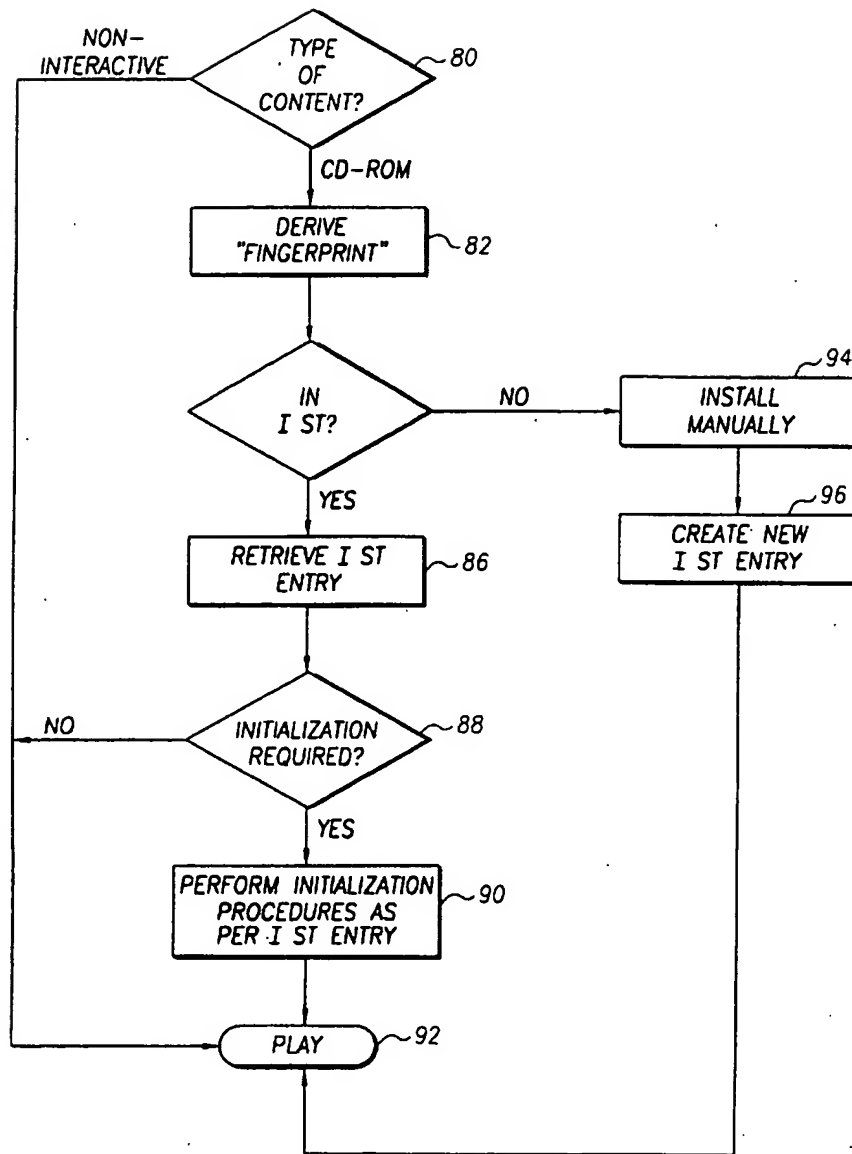 NON-
INTERACTIVE
TYPE
OF
CONTENT?
80
CD-ROM
DERIVE
"FINGERPRINT"
82
IN
I ST?
NO
94
INSTALL
MANUALLY
YES
96
CREATE NEW
I ST ENTRY
RETRIEVE I ST
ENTRY
86
NO
INITIALIZATION
REQUIRED?
88
YES
PERFORM INITIALIZATION
PROCEDURES AS
PER I ST ENTRY
90
PLAY
92